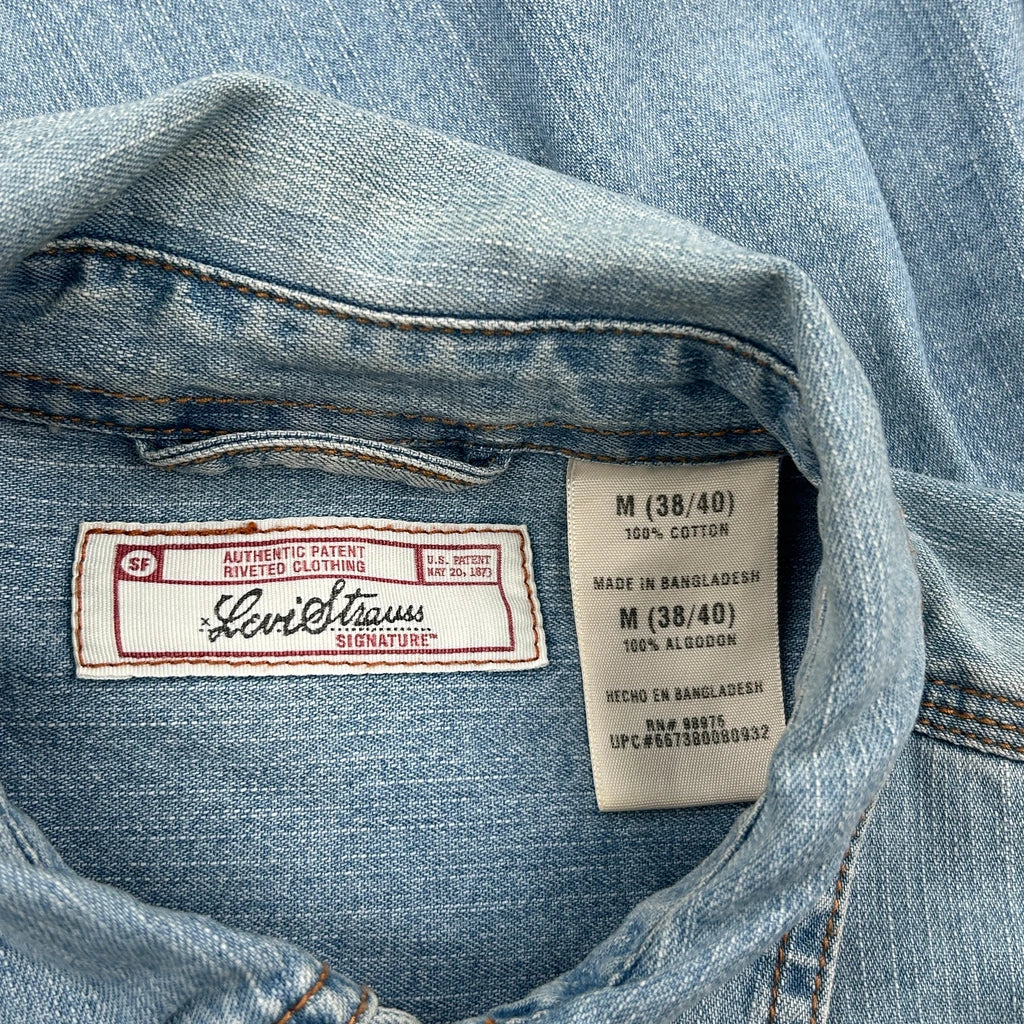 SF
AUTHENTIC PATENT
RIVETED CLOTHING
U.S. PATENT
MAY 20, 1873
Levi Strauss
SIGNATURE™
M (38/40)
100% COTTON
MADE IN BANGLADESH
M (38/40)
100% ALGODON
HECHO EN BANGLADESH
RN# 98975
UPC#667380080932